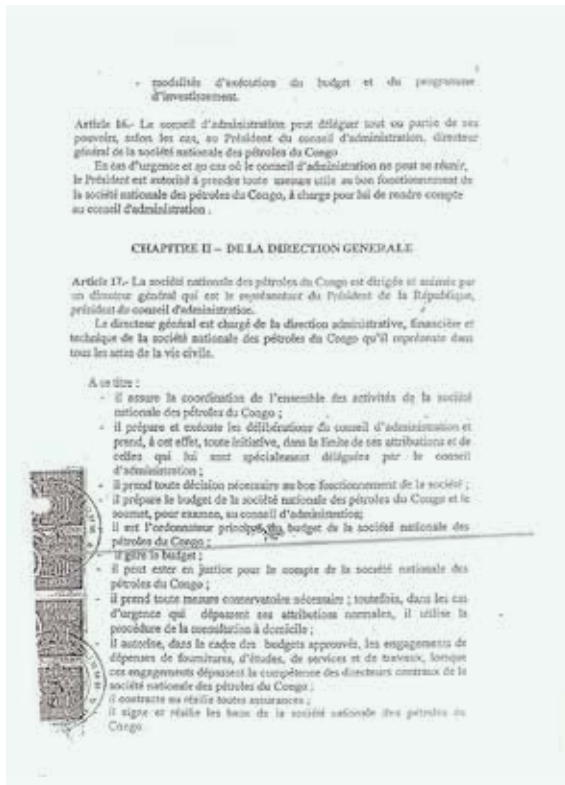 - modalités d'exécution du budget et du programme
d'investissement.
Article 16.- Le conseil d'administration peut déléguer tout ou partie de ses
pouvoirs, selon les cas, au Président du conseil d'administration, directeur
général de la société nationale des pétroles du Congo
En cas d'urgence et au cas où le conseil d'administration ne peut se réunir,
le Président est autorisé à prendre toute mesure utile au bon fonctionnement de
la société nationale des pétroles du Congo, à charge pour lui de rendre compte
au conseil d'administration .
CHAPITRE II – DE LA DIRECTION GENERALE
Article 17.- La société nationale des pétroles du Congo est dirigée et animée par
un directeur général qui est le représentant du Président de la République,
président du conseil d'administration.
Le directeur général est chargé de la direction administrative, financière et
technique de la société nationale des pétroles du Congo qu'il représente dans
tous les actes de la vie civile.
A ce titre :
- il assure la coordination de l'ensemble des activités de la société
nationale des pétroles du Congo ;
- il prépare et exécute les délibérations du conseil d'administration et
prend, à cet effet, toute initiative, dans la limite de ses attributions et de
celles qui lui sont spécialement déléguées par le conseil
d'administration ;
- il prend toute décision nécessaire au bon fonctionnement de la société ;
- il prépare le budget de la société nationale des pétroles du Congo et le
soumet, pour examen, au conseil d'administration;
- il est l'ordonnateur principal du budget de la société nationale des
pétroles du Congo ;
- il gère le budget ;
- il peut ester en justice pour le compte de la société nationale des
pétroles du Congo ;
- il prend toute mesure conservatoire nécessaire ; toutefois, dans les cas
d'urgence qui dépassent ses attributions normales, il utilise la
procédure de la consultation à domicile ;
- il autorise, dans le cadre des budgets approuvés, les engagements de
dépenses de fournitures, d'études, de services et de travaux, lorsque
ces engagements dépassent la compétence des directeurs centraux de la
société nationale des pétroles du Congo ;
- il contracte ou résilie toutes assurances ;
- il signe et résilie les baux de la société nationale des pétroles du
Congo